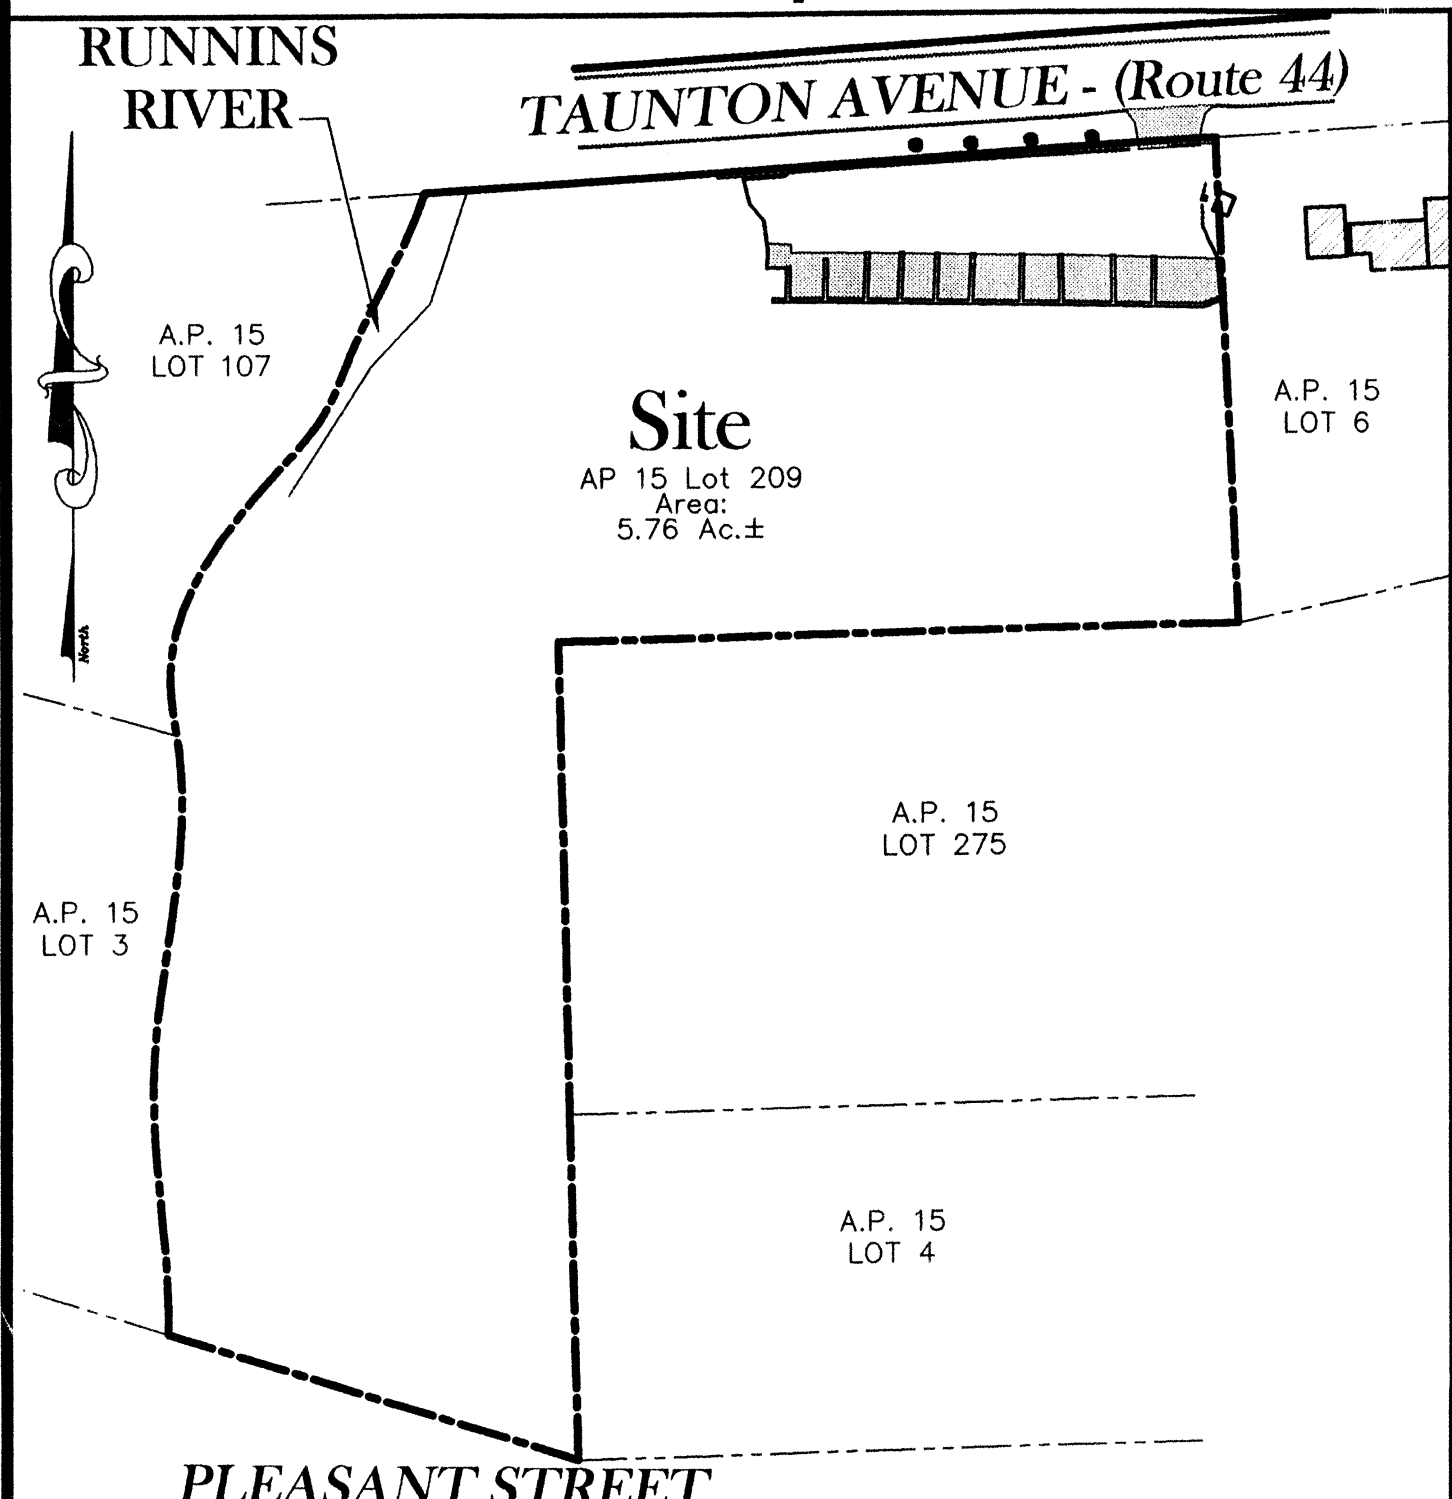 RUNNINS
RIVER
TAUNTON AVENUE - (Route 44)
A.P. 15
LOT 107
Site
AP 15 Lot 209
Area:
5.76 Ac.±
A.P. 15
LOT 6
North
A.P. 15
LOT 275
A.P. 15
LOT 3
A.P. 15
LOT 4
PLEASANT STREET